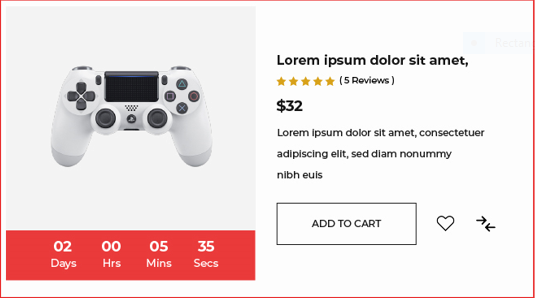 Lorem ipsum dolor sit amet,
( 5 Reviews )
$32
Lorem ipsum dolor sit amet, consectetuer
adipiscing elit, sed diam nonummy
nibh euis
ADD TO CART
02 00 05 35
Days Hrs Mins Secs